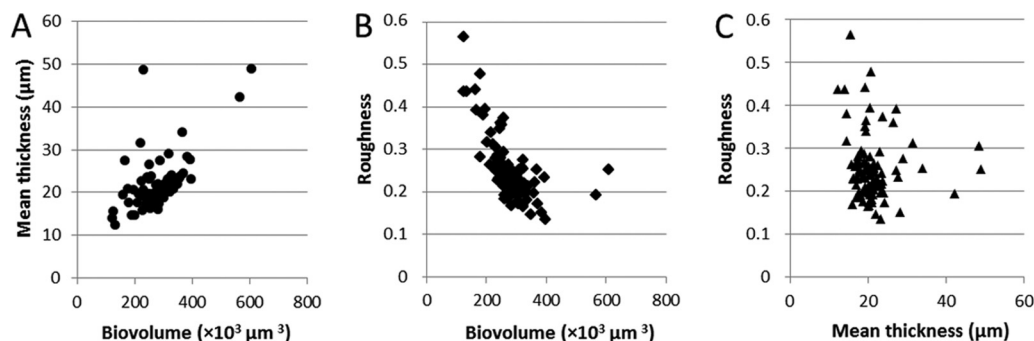 A
Mean thickness (µm)
60
50
40
30
20
10
0
0 200 400 600 800
Biovolume (×10³ µm ³)
B
Roughness
0.6
0.5
0.4
0.3
0.2
0.1
0
0 200 400 600 800
Biovolume (×10³ µm ³)
C
Roughness
0.6
0.5
0.4
0.3
0.2
0.1
0
0 20 40 60
Mean thickness (µm)